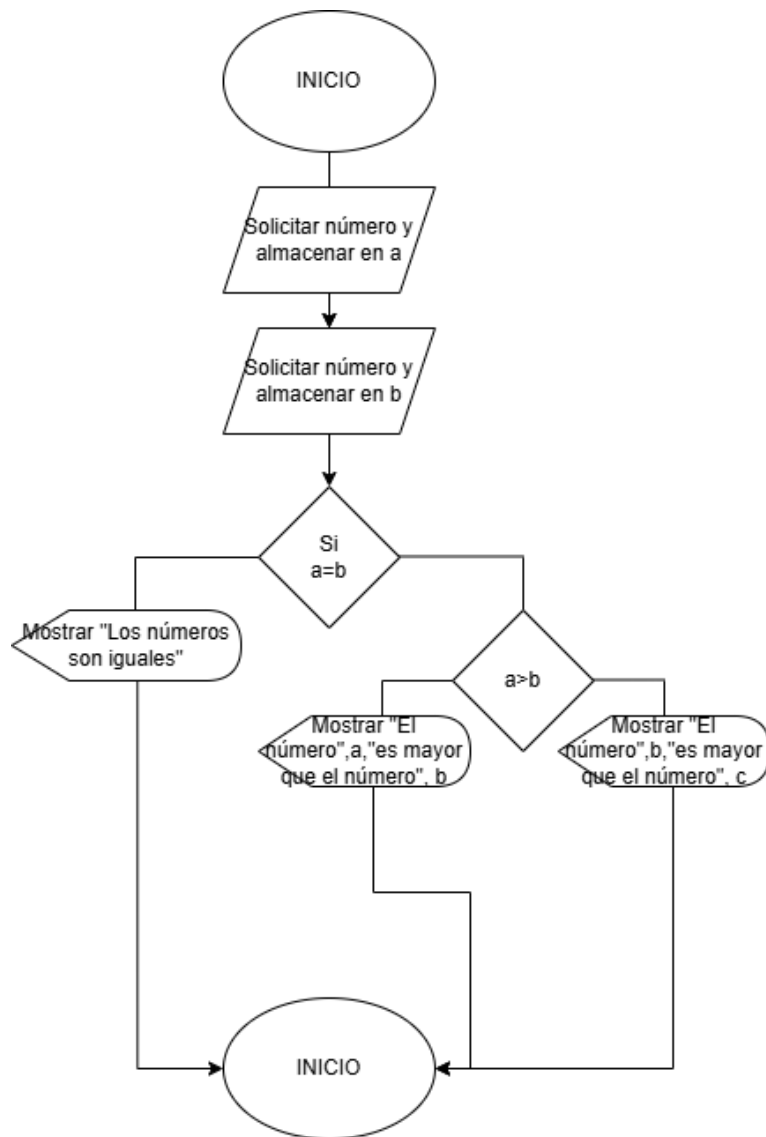 INICIO
Solicitar número y
almacenar en a
Solicitar número y
almacenar en b
Si
a=b
Mostrar "Los números
son iguales"
a>b
Mostrar "El
número",a,"es mayor
que el número", b
Mostrar "El
número",b,"es mayor
que el número", c
INICIO